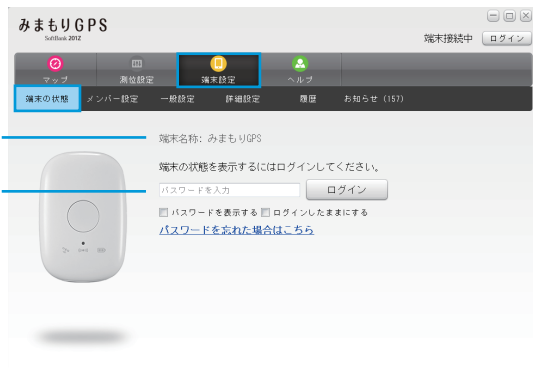 みまもりGPS
SoftBank 201Z
端末接続中 ログイン
マップ 測位設定 端末設定 ヘルプ
端末の状態 メンバー設定 一般設定 詳細設定 履歴 お知らせ (157)
端末名称: みまもりGPS
端末の状態を表示するにはログインしてください。
パスワードを入力 ログイン
パスワードを表示する ログインしたままにする
パスワードを忘れた場合はこちら